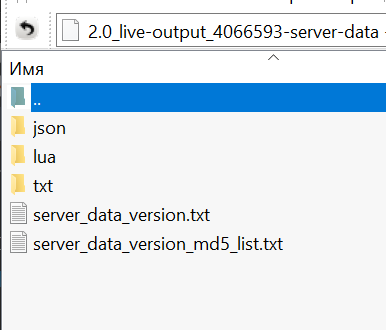 2.0_live-output_4066593-server-data
Имя
..
json
lua
txt
server_data_version.txt
server_data_version_md5_list.txt